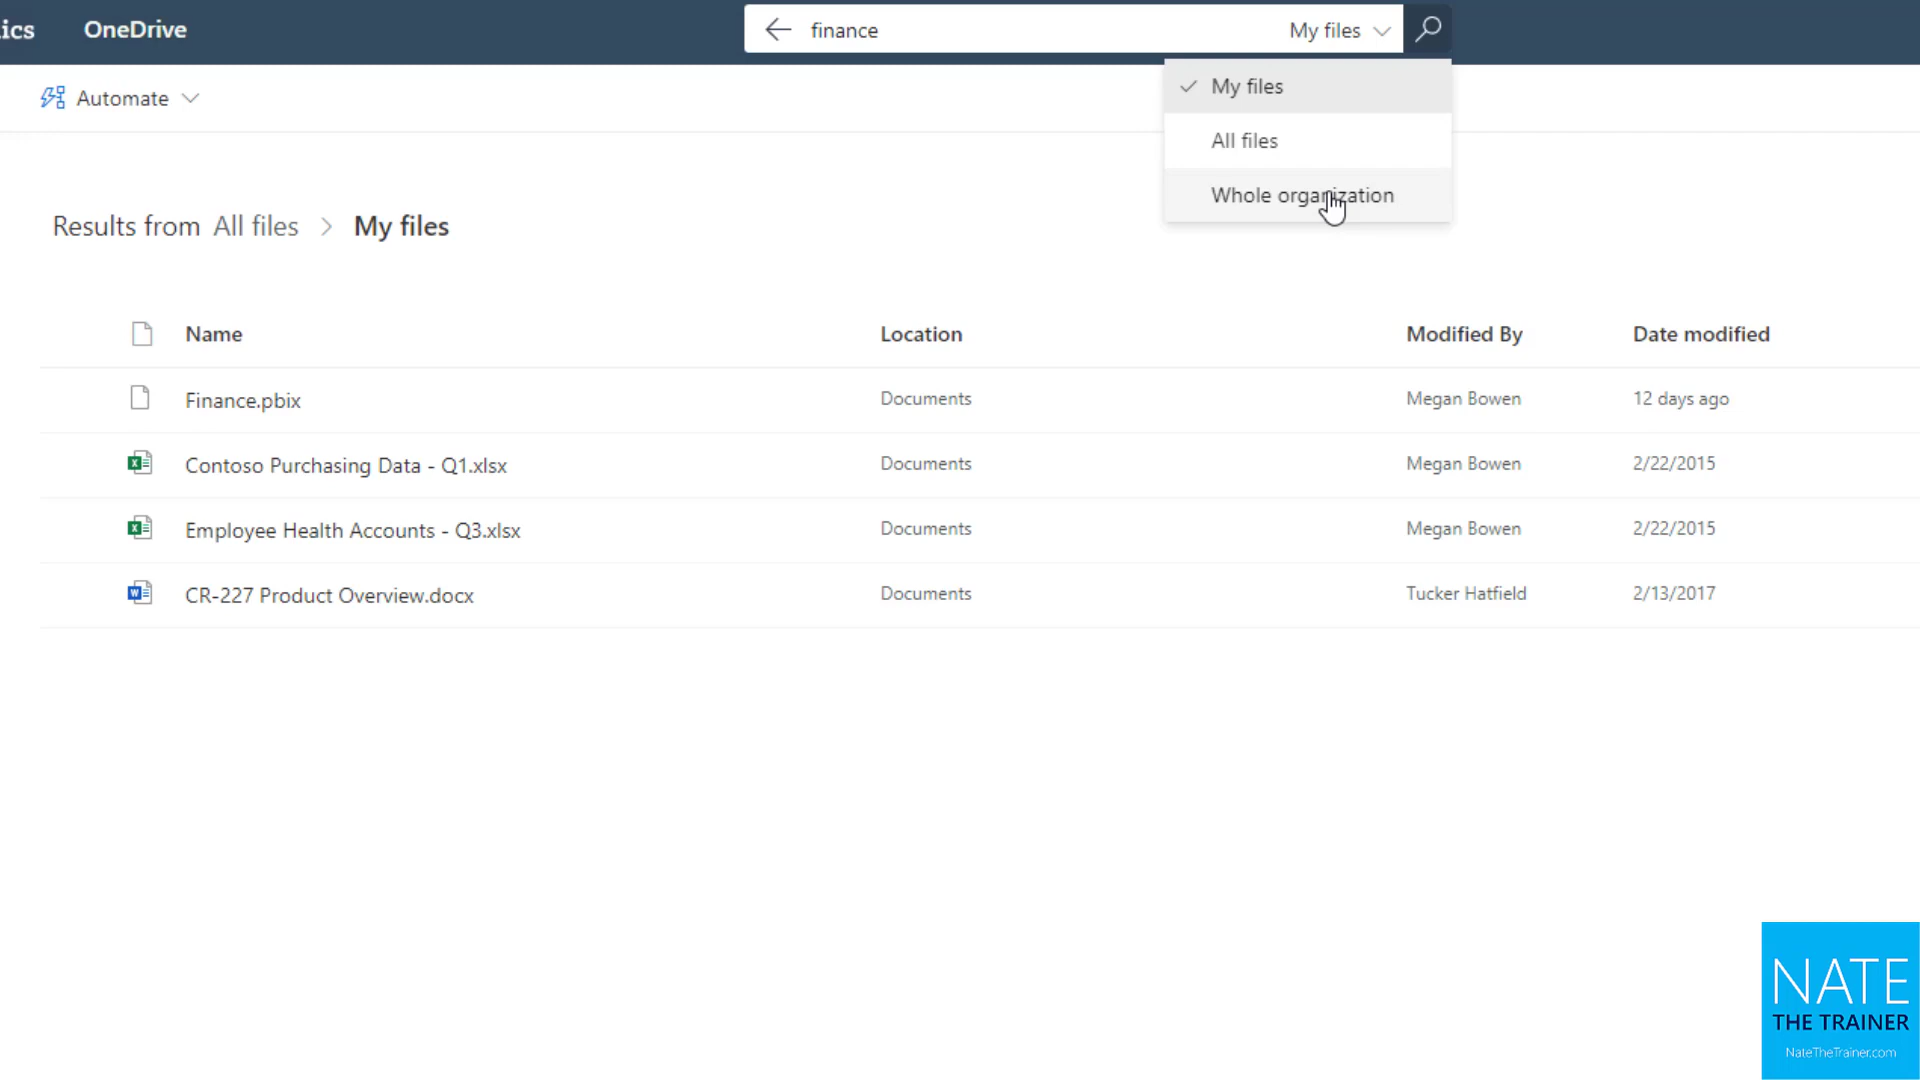 ics OneDrive finance My files
Automate
My files
All files
Whole organization
Results from All files > My files
Name Location Modified By Date modified
Finance.pbix Documents Megan Bowen 12 days ago
Contoso Purchasing Data - Q1.xlsx Documents Megan Bowen 2/22/2015
Employee Health Accounts - Q3.xlsx Documents Megan Bowen 2/22/2015
CR-227 Product Overview.docx Documents Tucker Hatfield 2/13/2017
NATE
THE TRAINER
NateTheTrainer.com